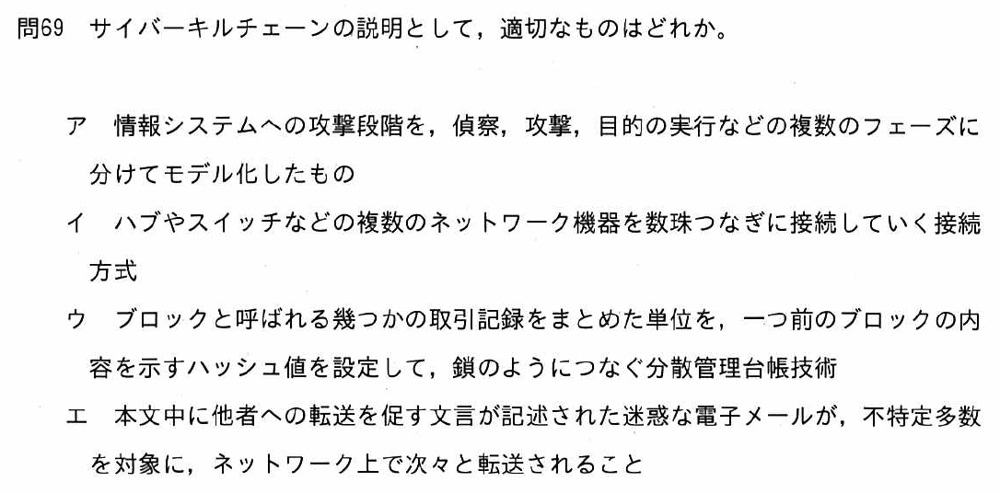 問69 サイバーキルチェーンの説明として，適切なものはどれか。
ア 情報システムへの攻撃段階を，偵察，攻撃，目的の実行などの複数のフェーズに
分けてモデル化したもの
イ ハブやスイッチなどの複数のネットワーク機器を数珠つなぎに接続していく接続
方式
ウ ブロックと呼ばれる幾つかの取引記録をまとめた単位を，一つ前のブロックの内
容を示すハッシュ値を設定して，鎖のようにつなぐ分散管理台帳技術
エ 本文中に他者への転送を促す文言が記述された迷惑な電子メールが，不特定多数
を対象に，ネットワーク上で次々と転送されること